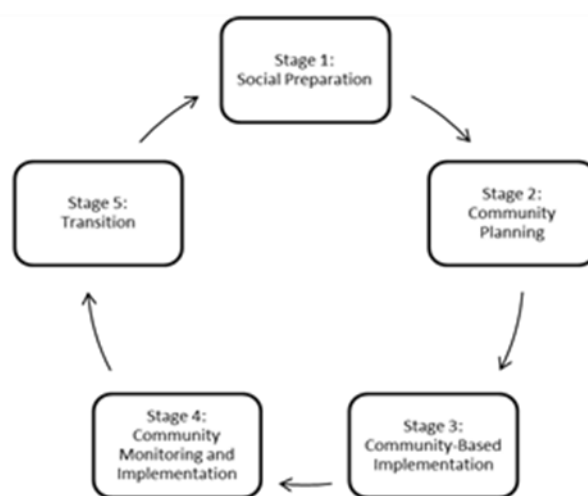 Stage 1:
Social Preparation
Stage 2:
Community
Planning
Stage 3:
Community-Based
Implementation
Stage 4:
Community
Monitoring and
Implementation
Stage 5:
Transition